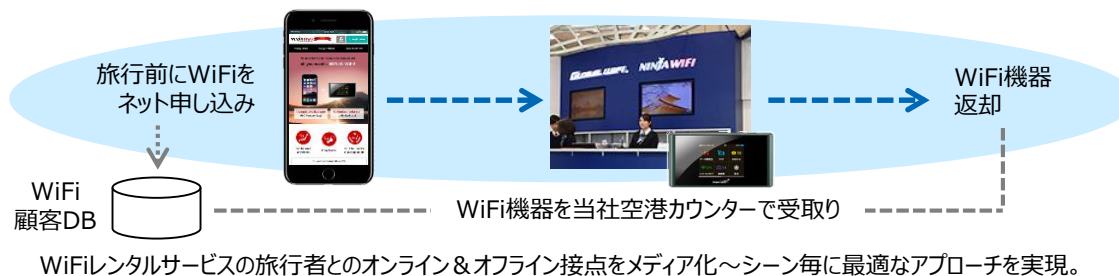 旅行前にWiFiを
ネット申し込み
GLOBAL WIFI.
NINJA WIFI
WiFi機器
返却
WiFi
顧客DB
WiFi機器を当社空港カウンターで受取り
WiFiレンタルサービスの旅行者とのオンライン＆オフライン接点をメディア化～シーン毎に最適なアプローチを実現。